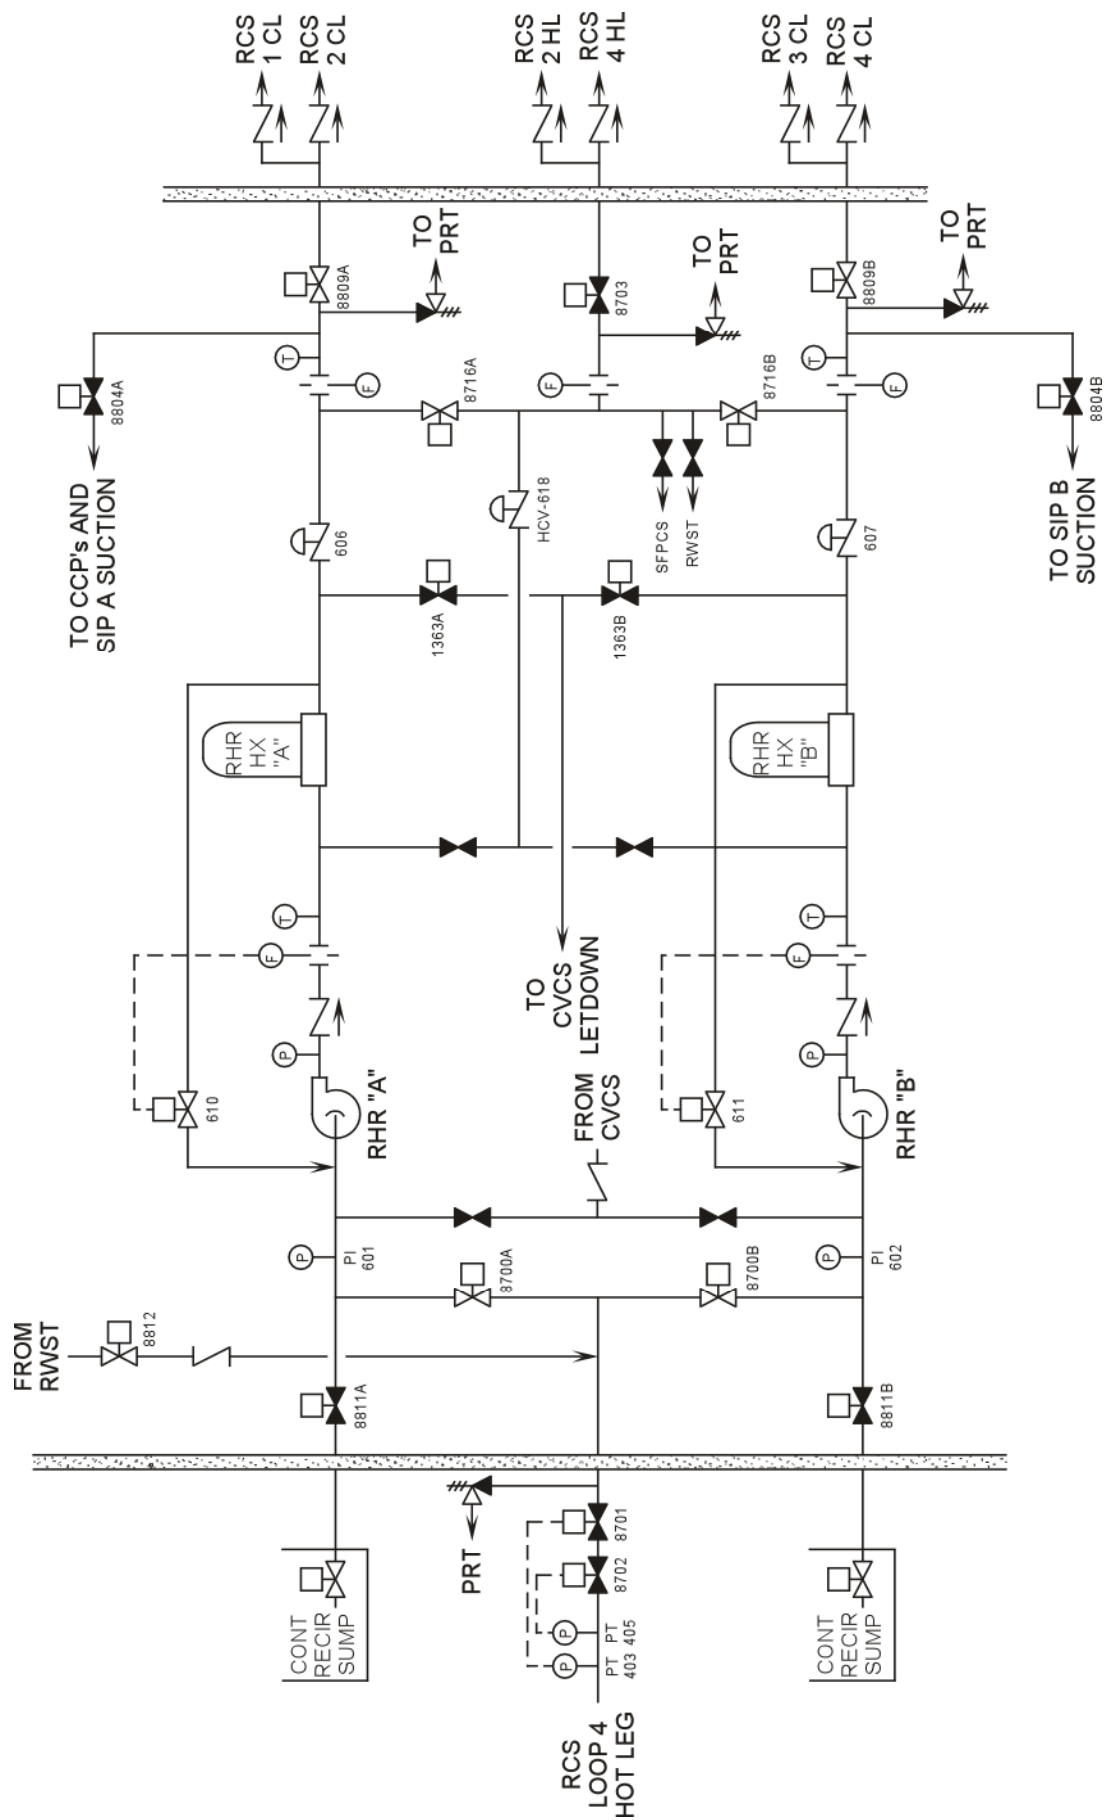 RCS
1 CL
RCS
2 CL
RCS
2 HL
RCS
4 HL
RCS
3 CL
RCS
4 CL
TO
PRT
TO
PRT
TO
PRT
8809A
8703
8809B
T
F
8716A
F
8716B
T
F
8804A
8804B
TO CCP's AND
SIP A SUCTION
606
HCV-618
SFPCS
RWST
607
TO SIP B
SUCTION
1363A
1363B
RHR
HX
"A"
RHR
HX
"B"
T
F
P
TO
CVCS
LETDOWN
T
F
P
610
RHR "A"
FROM
CVCS
611
RHR "B"
P
PI
601
8700A
8700B
P
PI
602
FROM
RWST
8812
8811A
8811B
PRT
8701
8702
P
PT
405
P
PT
403
CONT
RECIR
SUMP
CONT
RECIR
SUMP
RCS
LOOP 4
HOT LEG